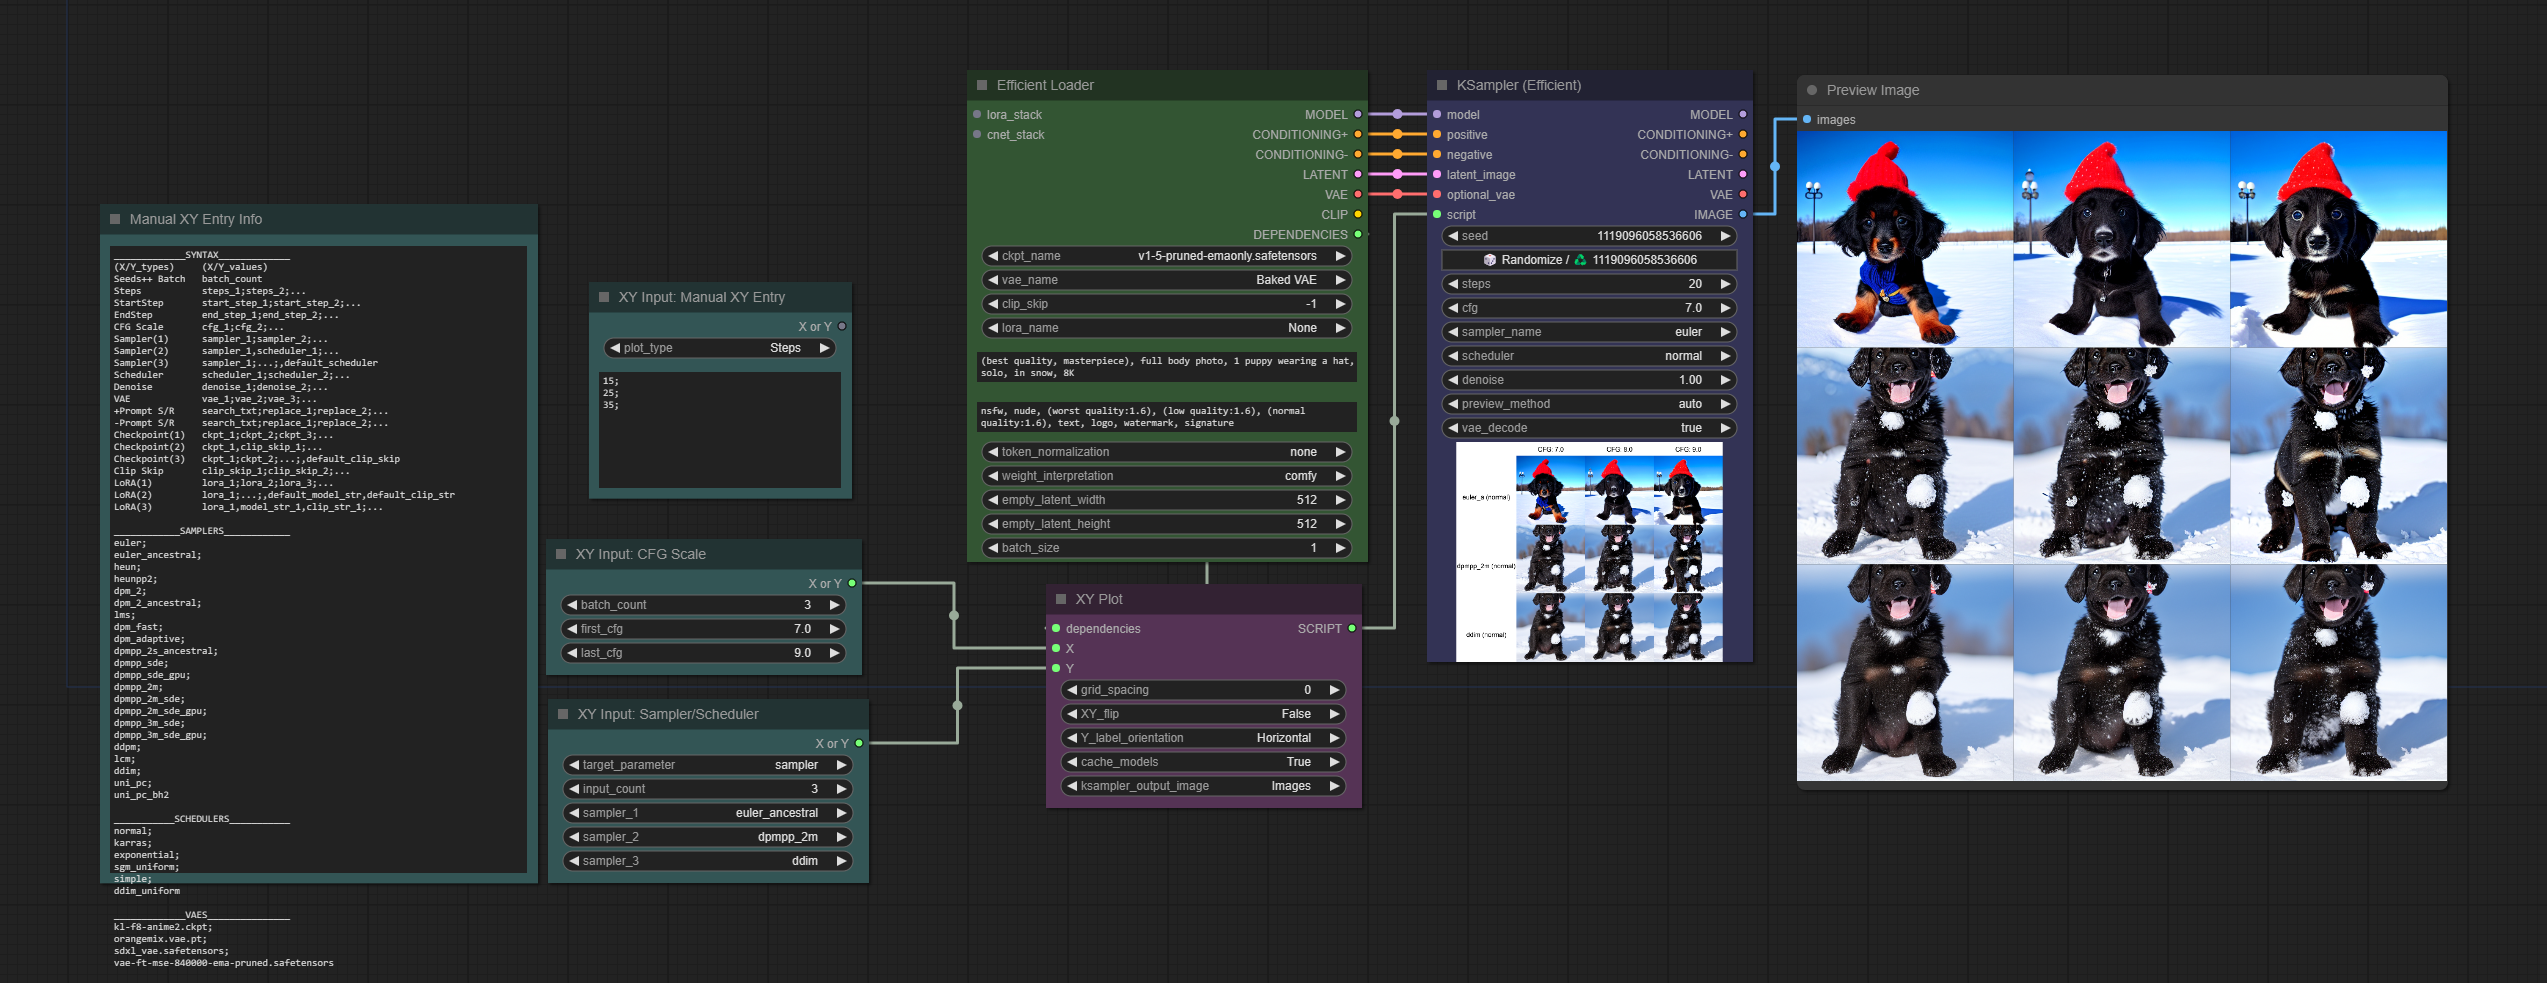 Manual XY Entry Info
____________SYNTAX____________
(X/Y_types) (X/Y_values)
Seeds++ Batch batch_count
Steps steps_1;steps_2;...
StartStep start_step_1;start_step_2;...
EndStep end_step_1;end_step_2;...
CFG Scale cfg_1;cfg_2;...
Sampler(1) sampler_1;sampler_2;...
Sampler(2) sampler_1,scheduler_1;...
Sampler(3) sampler_1;...;,default_scheduler
Scheduler scheduler_1;scheduler_2;...
Denoise denoise_1;denoise_2;...
VAE vae_1;vae_2;vae_3;...
+Prompt S/R search_txt;replace_1;replace_2;...
-Prompt S/R search_txt;replace_1;replace_2;...
Checkpoint(1) ckpt_1;ckpt_2;ckpt_3;...
Checkpoint(2) ckpt_1,clip_skip_1;...
Checkpoint(3) ckpt_1;ckpt_2;...;,default_clip_skip
Clip Skip clip_skip_1;clip_skip_2;...
LoRA(1) lora_1;lora_2;lora_3;...
LoRA(2) lora_1;...;,default_model_str,default_clip_str
LoRA(3) lora_1,model_str_1,clip_str_1;...
____________SAMPLERS____________
euler;
euler_ancestral;
heun;
heunpp2;
dpm_2;
dpm_2_ancestral;
lms;
dpm_fast;
dpm_adaptive;
dpmpp_2s_ancestral;
dpmpp_sde;
dpmpp_sde_gpu;
dpmpp_2m;
dpmpp_2m_sde;
dpmpp_2m_sde_gpu;
dpmpp_3m_sde;
dpmpp_3m_sde_gpu;
ddpm;
lcm;
ddim;
uni_pc;
uni_pc_bh2
___________SCHEDULERS___________
normal;
karras;
exponential;
sgm_uniform;
simple;
ddim_uniform
_____________VAES_______________
kl-f8-anime2.ckpt;
orangemix.vae.pt;
sdxl_vae.safetensors;
vae-ft-mse-840000-ema-pruned.safetensors
XY Input: Manual XY Entry
X or Y
plot_type Steps
15;
25;
35;
XY Input: CFG Scale
X or Y
batch_count 3
first_cfg 7.0
last_cfg 9.0
XY Input: Sampler/Scheduler
X or Y
target_parameter sampler
input_count 3
sampler_1 euler_ancestral
sampler_2 dpmpp_2m
sampler_3 ddim
Efficient Loader
lora_stack MODEL
cnet_stack CONDITIONING+
CONDITIONING-
LATENT
VAE
CLIP
DEPENDENCIES
ckpt_name v1-5-pruned-emaonly.safetensors
vae_name Baked VAE
clip_skip -1
lora_name None
(best quality, masterpiece), full body photo, 1 puppy wearing a hat,
solo, in snow, 8K
nsfw, nude, (worst quality:1.6), (low quality:1.6), (normal
quality:1.6), text, logo, watermark, signature
token_normalization none
weight_interpretation comfy
empty_latent_width 512
empty_latent_height 512
batch_size 1
XY Plot
dependencies SCRIPT
X
Y
grid_spacing 0
XY_flip False
Y_label_orientation Horizontal
cache_models True
ksampler_output_image Images
KSampler (Efficient)
model MODEL
positive CONDITIONING+
negative CONDITIONING-
latent_image LATENT
optional_vae VAE
script IMAGE
seed 1119096058536606
🎲 Randomize / ♻️ 1119096058536606
steps 20
cfg 7.0
sampler_name euler
scheduler normal
denoise 1.00
preview_method auto
vae_decode true
CFG: 7.0 CFG: 8.0 CFG: 9.0
euler_a (normal)
dpmpp_2m (normal)
ddim (normal)
Preview Image
images